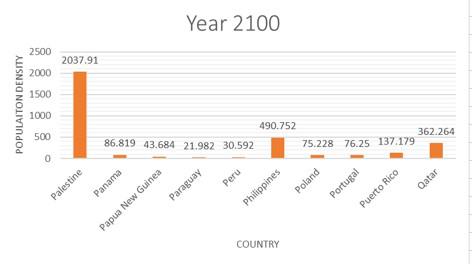 Year 2100
POPULAITON DENSITY
2500
2000
1500
1000
500
0
2037.91
86.819
43.684
21.982
30.592
490.752
75.228
76.25
137.179
362.264
Palestine
Panama
Papua New Guinea
Paraguay
Peru
Philippines
Poland
Portugal
Puerto Rico
Qatar
COUNTRY